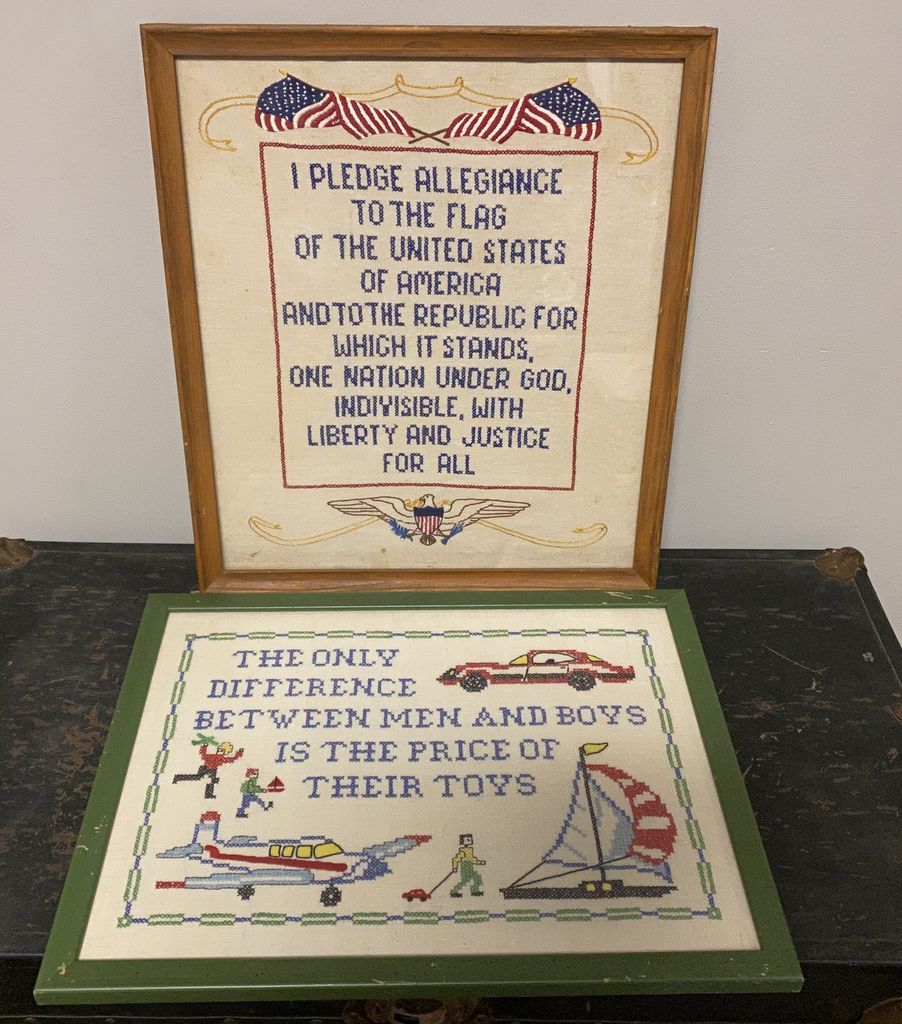 I PLEDGE ALLEGIANCE
TO THE FLAG
OF THE UNITED STATES
OF AMERICA
AND TO THE REPUBLIC FOR
WHICH IT STANDS,
ONE NATION UNDER GOD,
INDIVISIBLE, WITH
LIBERTY AND JUSTICE
FOR ALL
THE ONLY
DIFFERENCE
BETWEEN MEN AND BOYS
IS THE PRICE OF
THEIR TOYS